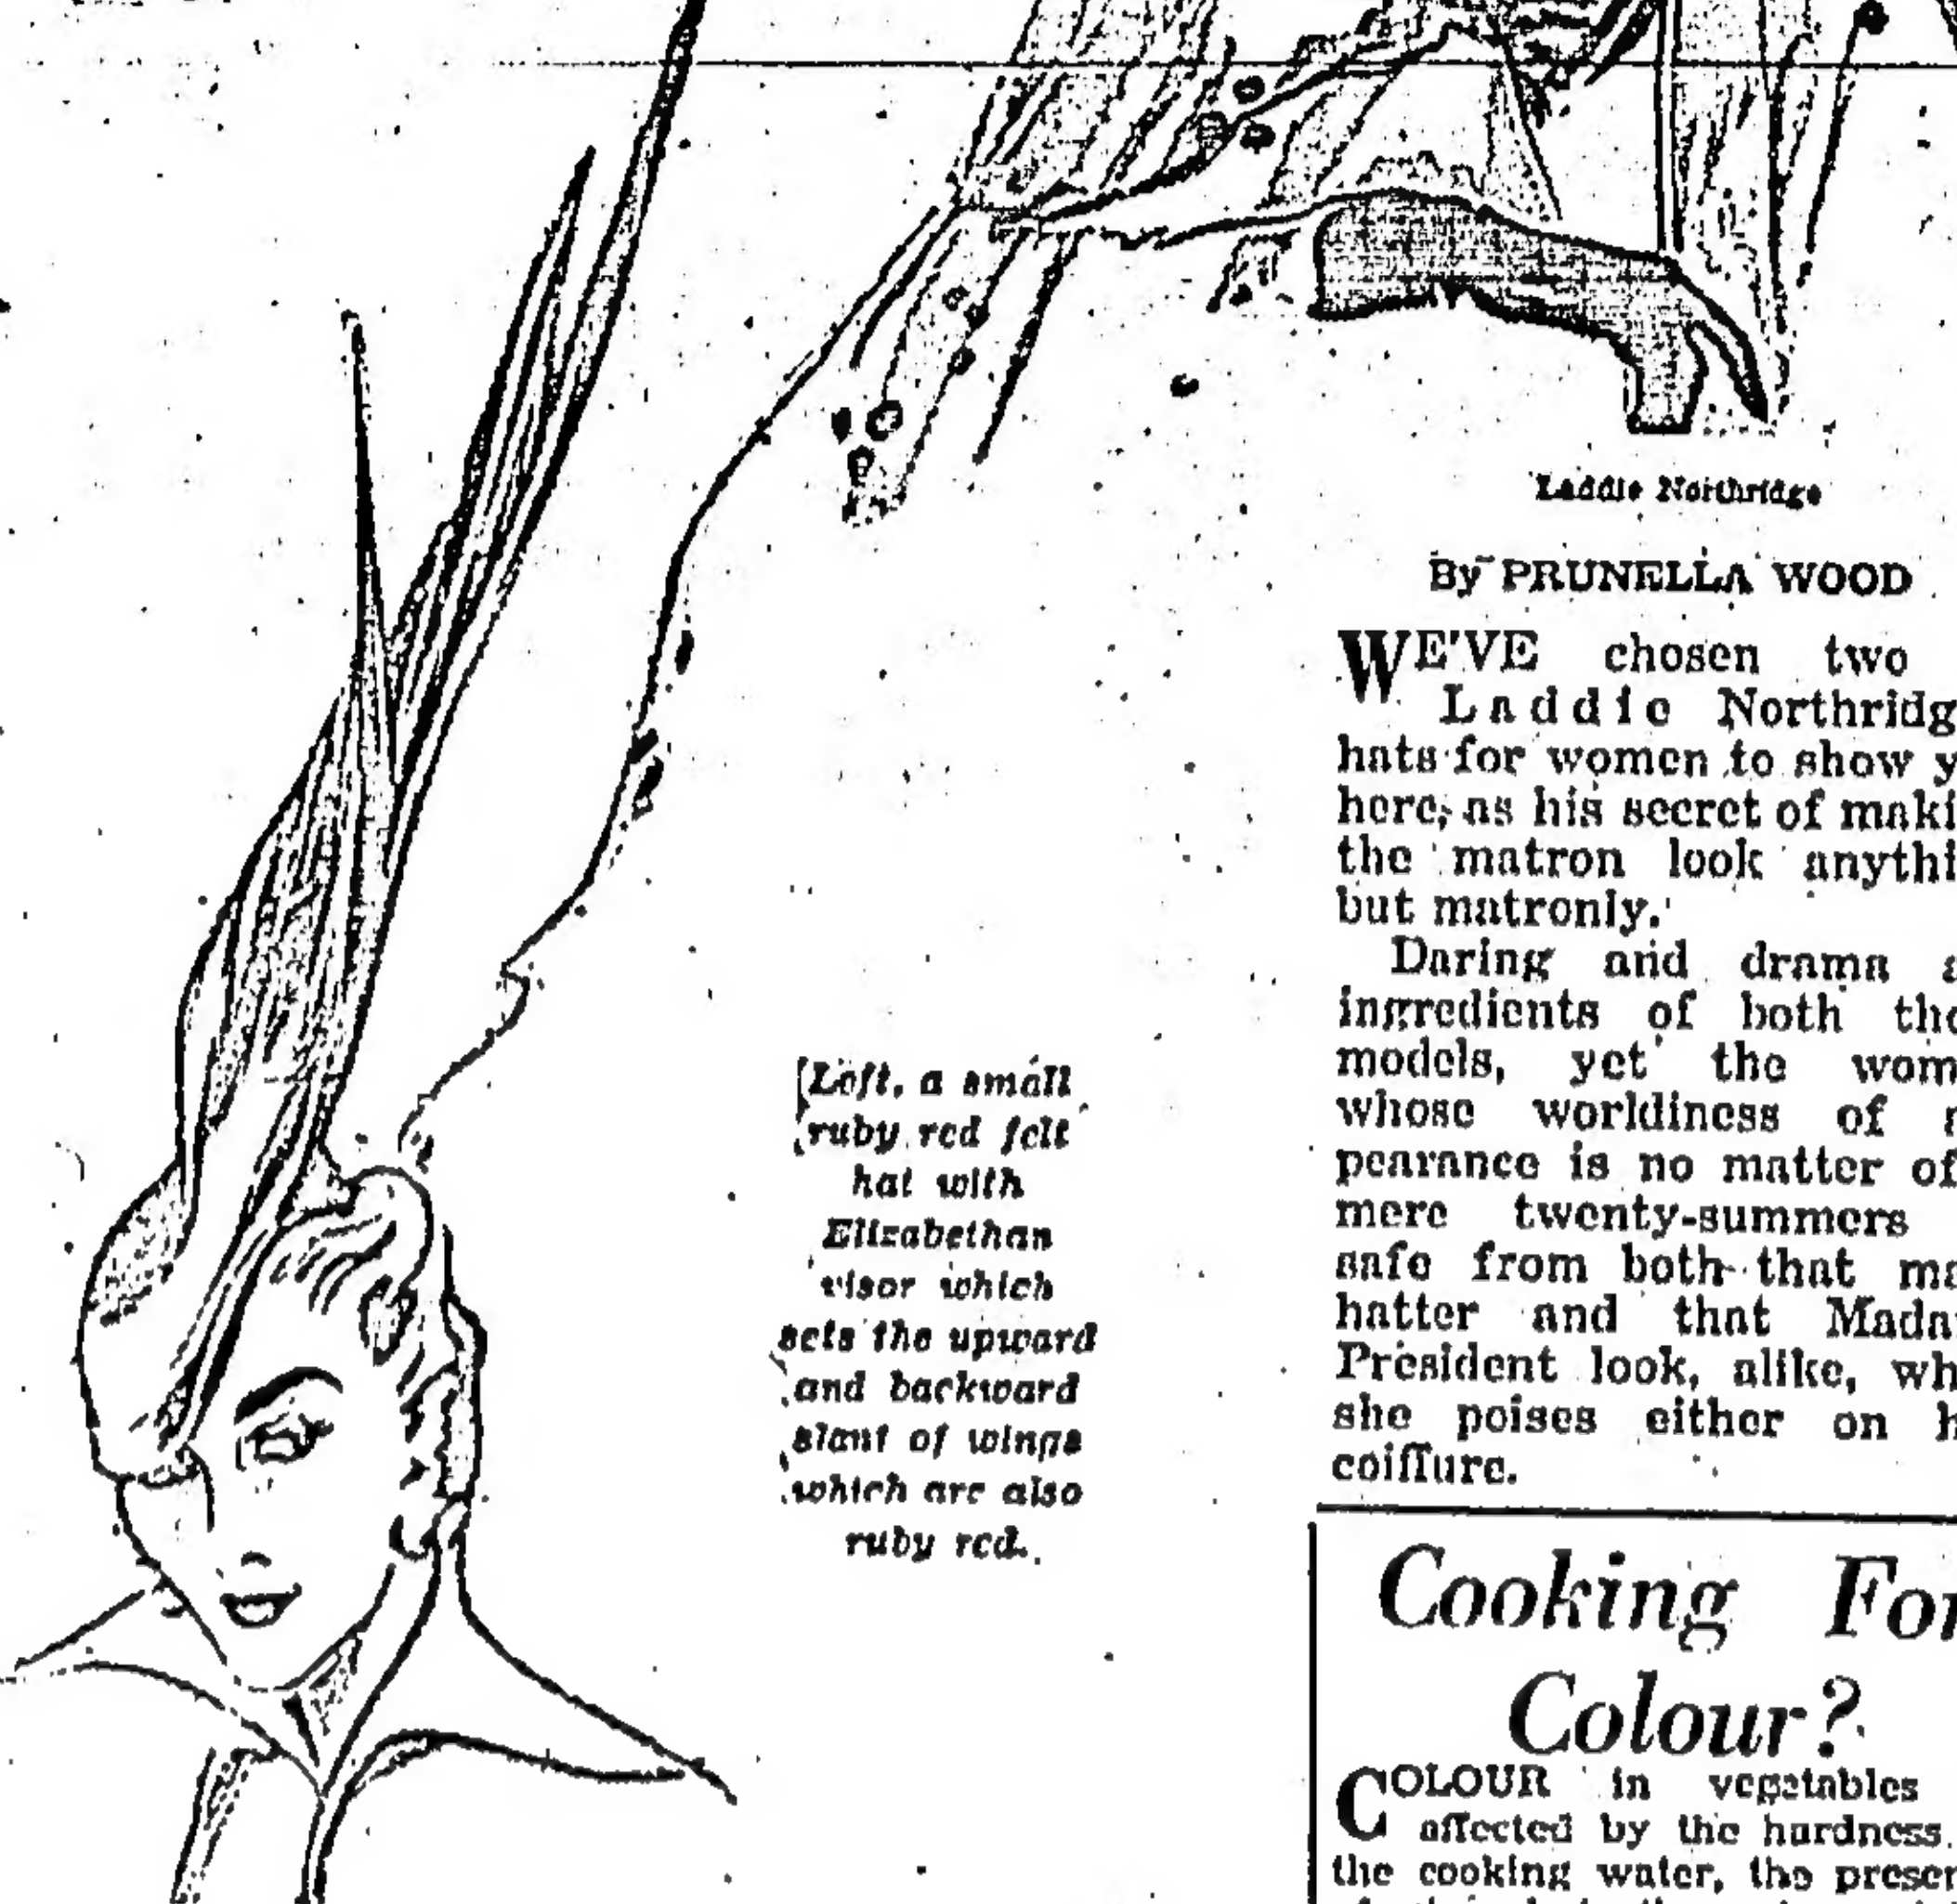 Laddie Northridge
By PRUNELLA WOOD
WE'VE chosen two
Laddie Northridg
hats for women to show y
here, as his secret of maki
the matron look anythi
but matronly.
Daring and drama a
ingredients of both the
models, yet the wom
whose worldiness of a
pearance is no matter of
mere twenty-summers
safe from both that ma
hatter and that Mada
President look, alike, wh
she poises either on h
coiffure.
Left, a small
ruby red felt
hat with
Elizabethan
visor which
sets the upward
and backward
slant of wings
which are also
ruby red.
Cooking For
Colour?
COLOUR in vegetables
affected by the hardness
the cooking water, the presen